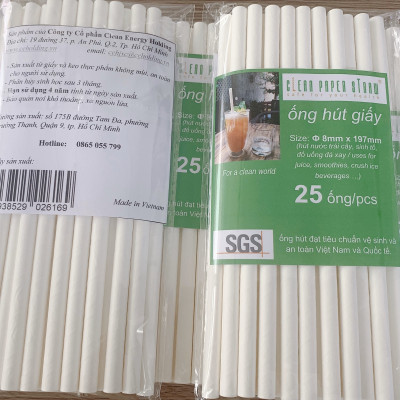 Sản phẩm của Công ty Cổ phần Clean Energy Holding
Địa chỉ: 19 đường 37, p. An Phú, Q.2, Tp. Hồ Chí Minh
- Sản xuất từ giấy và keo thực phẩm không mùi, an toàn
cho người sử dụng.
- Phân hủy sinh học sau 3 tháng.
- Hạn sử dụng 4 năm tính từ ngày sản xuất.
- Bảo quản nơi khô thoáng, xa nguồn lửa.
xưởng sản xuất: số 175B đường Tam Đa, phường
Trường Thạnh, Quận 9, tp. Hồ Chí Minh
Hotline: 0865 055 799
sản xuất:
Made in Vietnam
938529 026169
CLEAN PAPER STRAW
ống hút giấy
Size: Φ 8mm x 197mm
(hút nước trái cây, sinh tố,
đồ uống đá xay / uses for
juice, smoothies, crush ice
beverages ...)
For a clean world
25 ống/pcs
SGS
ống hút đạt tiêu chuẩn vệ sinh và
an toàn Việt Nam và Quốc tế.